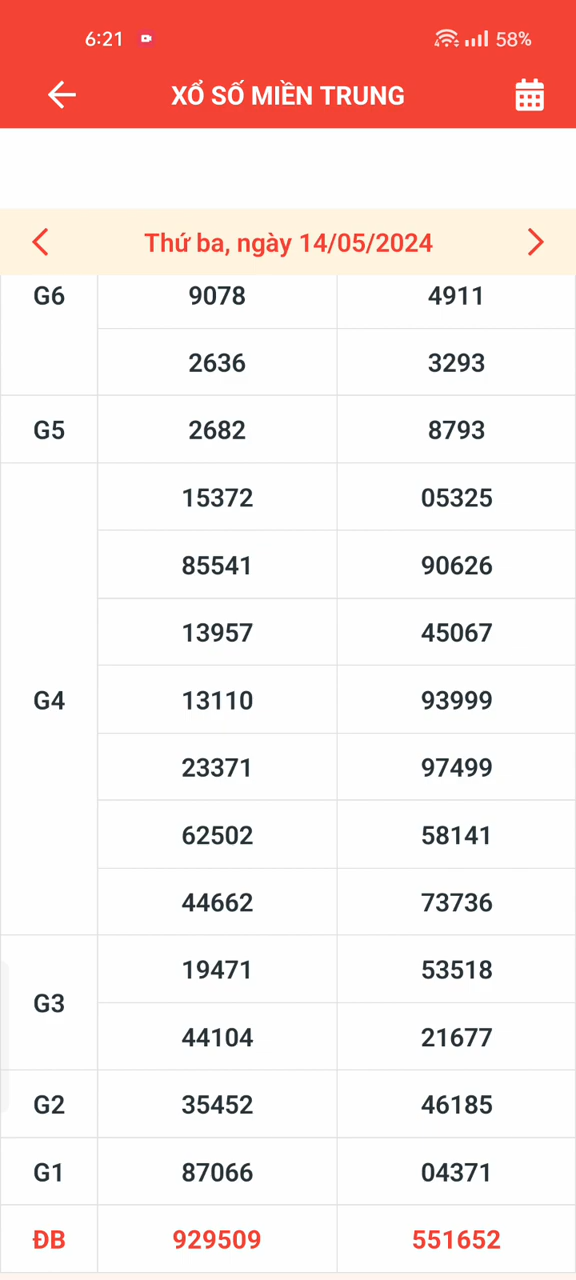 6:21 58%
XỔ SỐ MIỀN TRUNG
Thứ ba, ngày 14/05/2024
G6 9078 4911
2636 3293
G5 2682 8793
15372 05325
85541 90626
13957 45067
G4 13110 93999
23371 97499
62502 58141
44662 73736
G3 19471 53518
44104 21677
G2 35452 46185
G1 87066 04371
ĐB 929509 551652